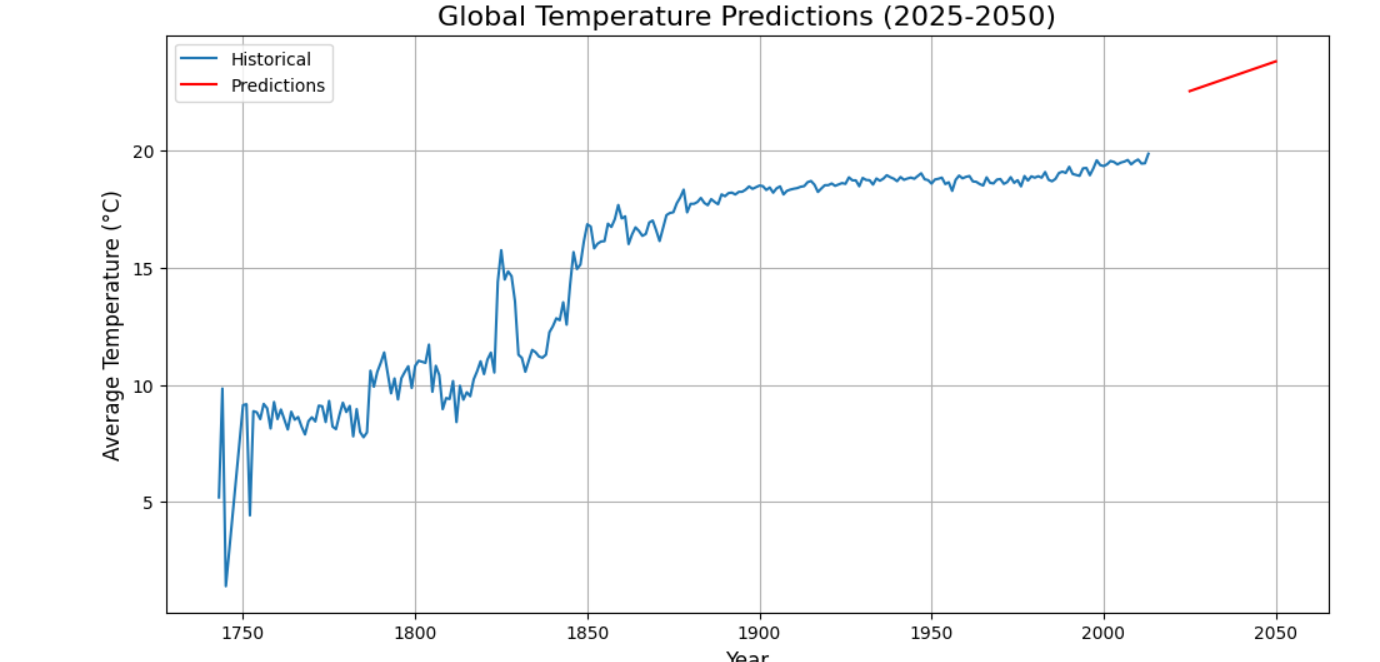 Global Temperature Predictions (2025-2050)
Historical
Predictions
Average Temperature (°C)
20
15
10
5
1750 1800 1850 1900 1950 2000 2050
Year